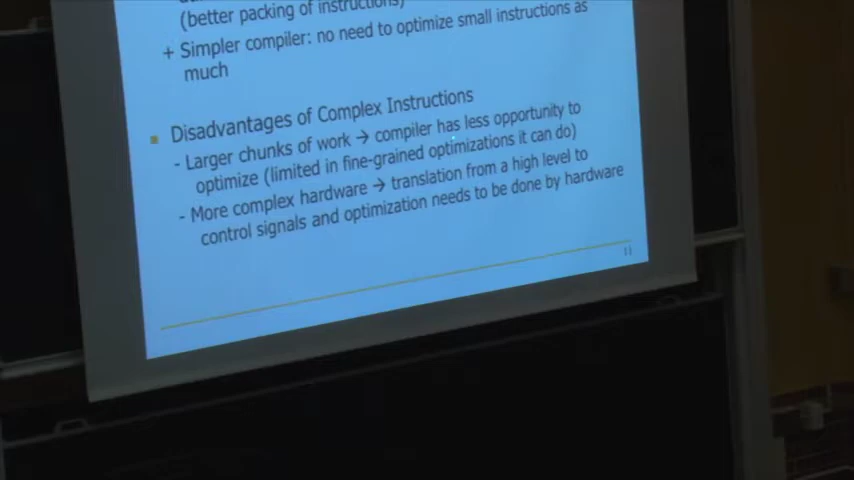 (better packing of instructions)
+ Simpler compiler: no need to optimize small instructions as
much
Disadvantages of Complex Instructions
- Larger chunks of work → compiler has less opportunity to
optimize (limited in fine-grained optimizations it can do)
- More complex hardware → translation from a high level to
control signals and optimization needs to be done by hardware
11